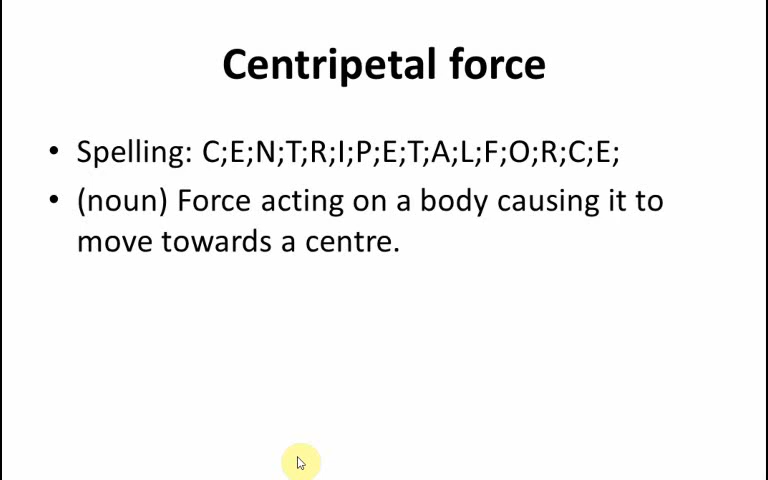 Centripetal force
• Spelling: C;E;N;T;R;I;P;E;T;A;L;F;O;R;C;E;
• (noun) Force acting on a body causing it to
move towards a centre.